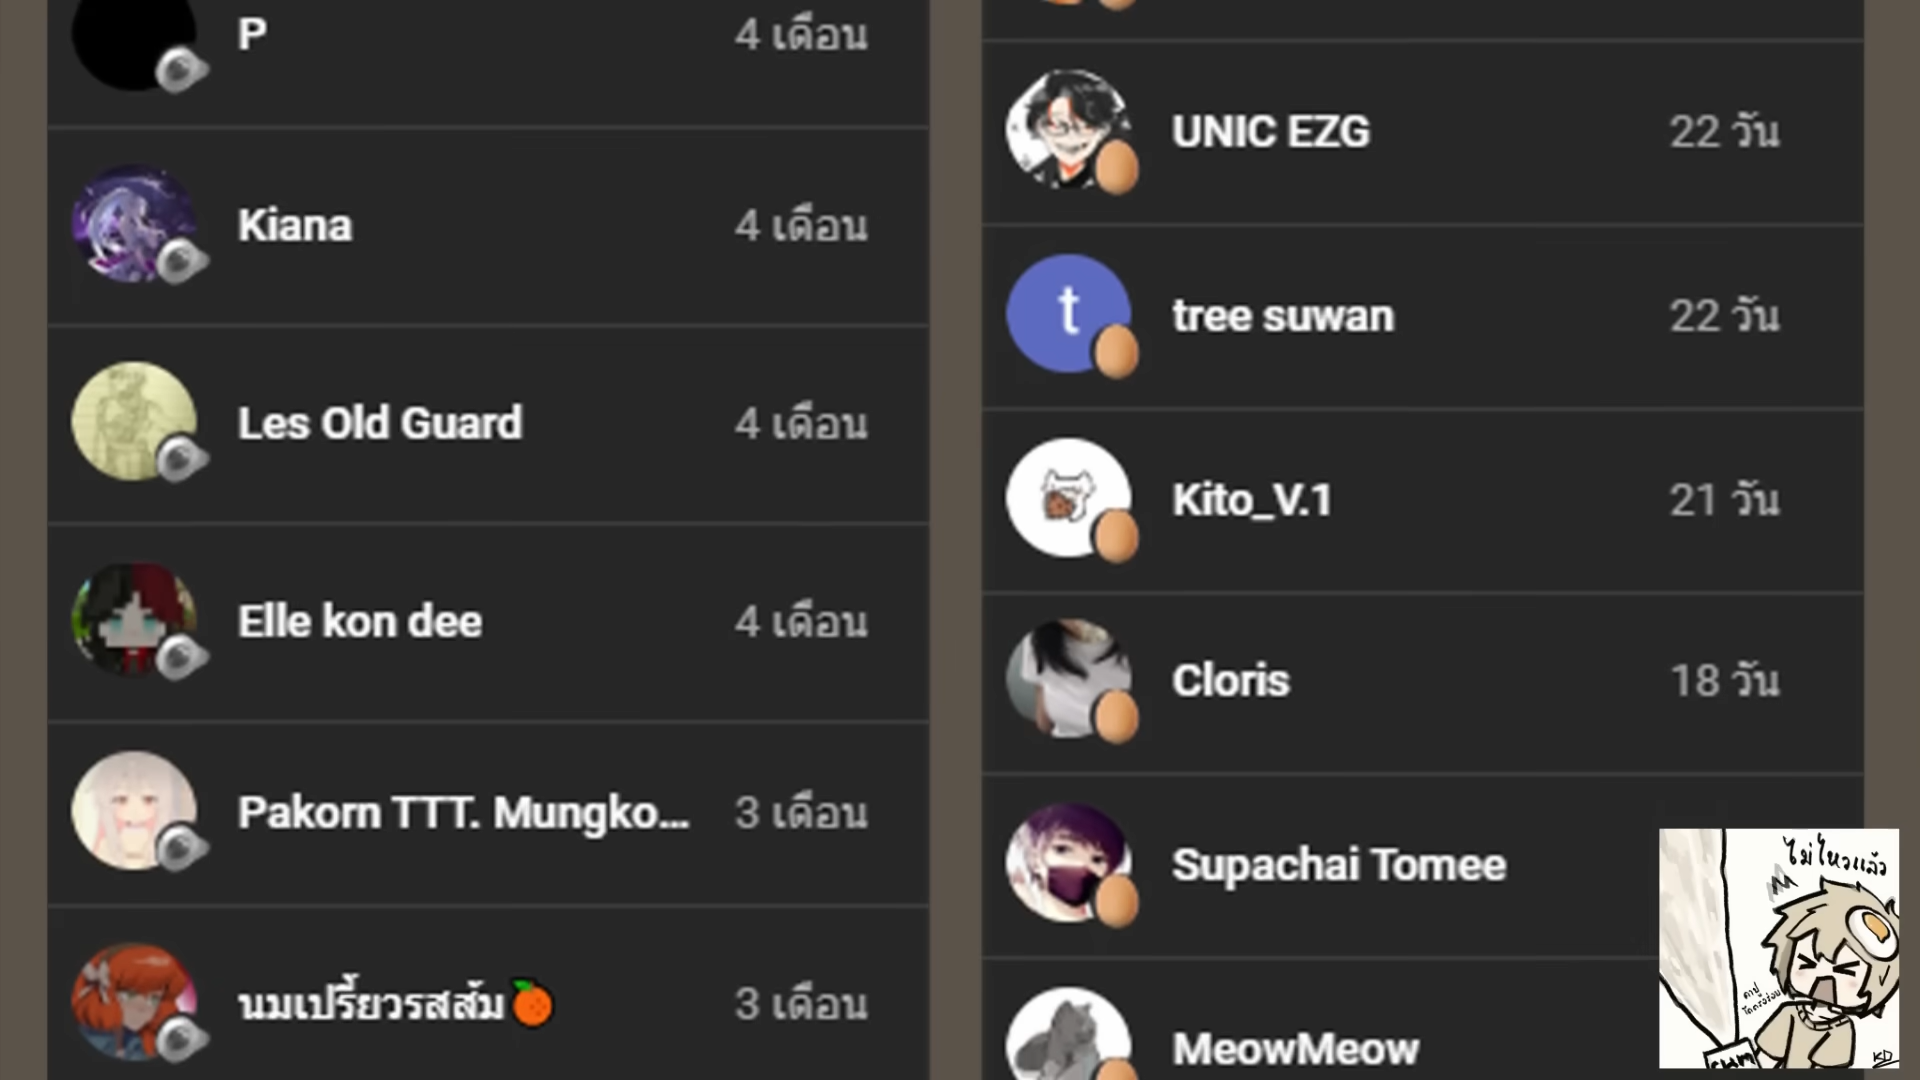 P 4 เดือน
Kiana 4 เดือน
Les Old Guard 4 เดือน
Elle kon dee 4 เดือน
Pakorn TTT. Mungko... 3 เดือน
นมเปรี้ยวรสส้ม🍊 3 เดือน
UNIC EZG 22 วัน
t
tree suwan 22 วัน
Kito_V.1 21 วัน
Cloris 18 วัน
Supachai Tomee
MeowMeow
ไม่ไหวแล้ว
KD